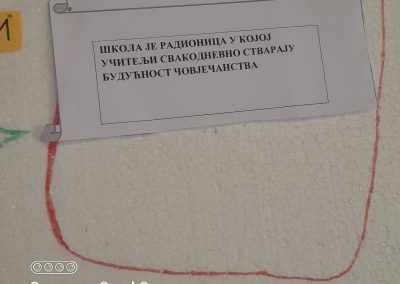 ШКОЛА ЈЕ РАДИОНИЦА У КОЈОЈ
УЧИТЕЉИ СВАКОДНЕВНО СТВАРАЈУ
БУДУЋНОСТ ЧОВЈЕЧАНСТВА